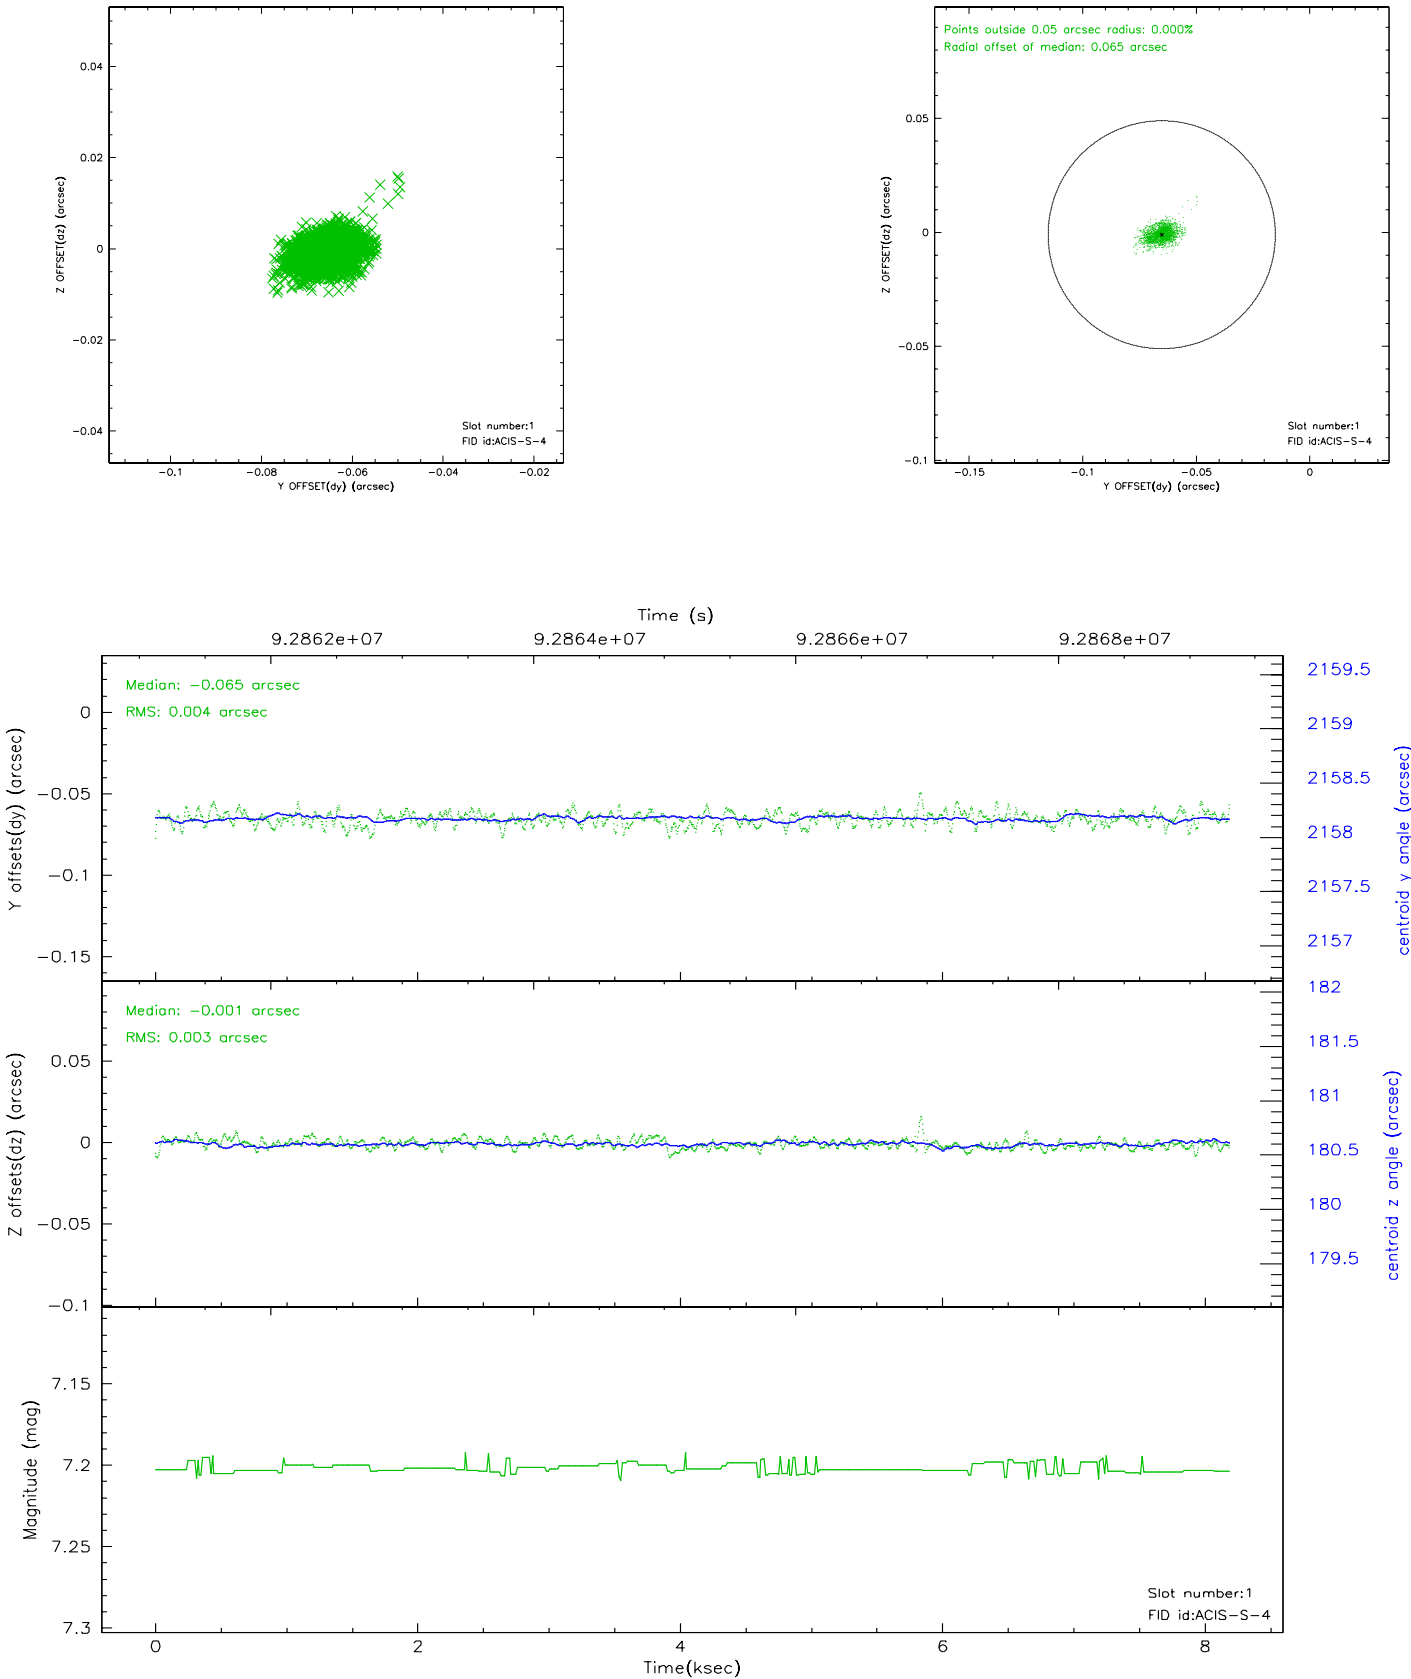 0.04
0.02
0
−0.02
−0.04
Z OFFSET(dz) (arcsec)
Slot number:1
FID id:ACIS−S−4
−0.1
−0.08
−0.06
−0.04
−0.02
Y OFFSET(dy) (arcsec)
Points outside 0.05 arcsec radius: 0.000%
Radial offset of median: 0.065 arcsec
0.05
0
−0.05
−0.1
Z OFFSET(dz) (arcsec)
Slot number:1
FID id:ACIS−S−4
−0.15
−0.1
−0.05
0
Y OFFSET(dy) (arcsec)
Time (s)
9.2862e+07
9.2864e+07
9.2866e+07
9.2868e+07
Median: −0.065 arcsec
RMS: 0.004 arcsec
0
−0.05
−0.1
−0.15
Y offsets(dy) (arcsec)
2159.5
2159
2158.5
2158
2157.5
2157
centroid y angle (arcsec)
Median: −0.001 arcsec
RMS: 0.003 arcsec
0.05
0
−0.05
−0.1
Z offsets(dz) (arcsec)
182
181.5
181
180.5
180
179.5
centroid z angle (arcsec)
7.15
7.2
7.25
7.3
Magnitude (mag)
Slot number:1
FID id:ACIS−S−4
0
2
4
6
8
Time(ksec)